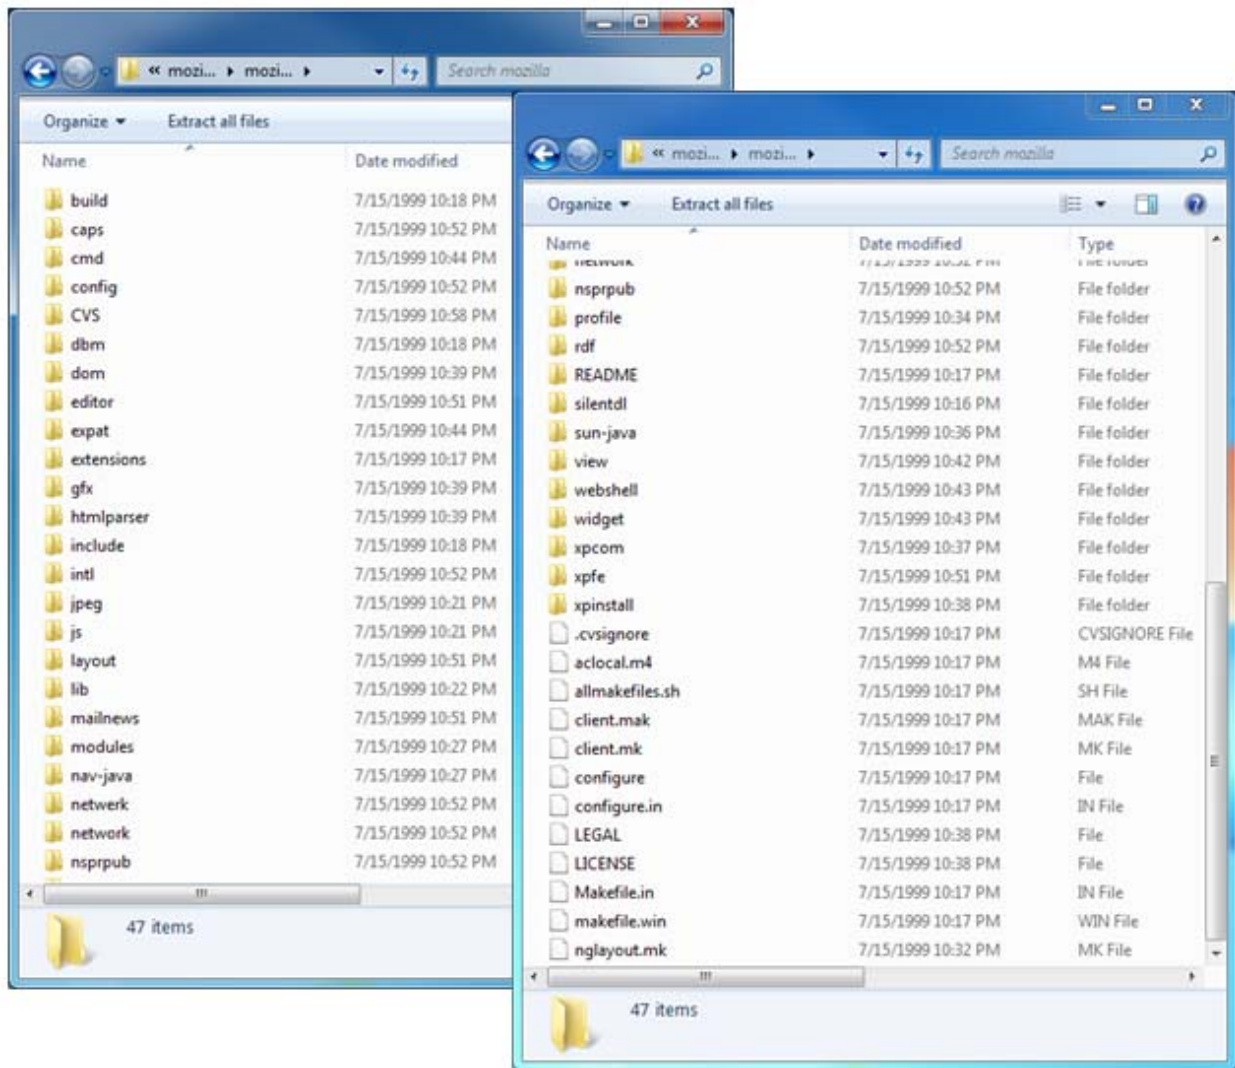 « mozi... ▸ mozi... ▸ Search mozilla
Organize ▾ Extract all files
Name Date modified
build 7/15/1999 10:18 PM
caps 7/15/1999 10:52 PM
cmd 7/15/1999 10:44 PM
config 7/15/1999 10:52 PM
CVS 7/15/1999 10:58 PM
dbm 7/15/1999 10:18 PM
dom 7/15/1999 10:39 PM
editor 7/15/1999 10:51 PM
expat 7/15/1999 10:44 PM
extensions 7/15/1999 10:17 PM
gfx 7/15/1999 10:39 PM
htmlparser 7/15/1999 10:39 PM
include 7/15/1999 10:18 PM
intl 7/15/1999 10:52 PM
jpeg 7/15/1999 10:21 PM
js 7/15/1999 10:21 PM
layout 7/15/1999 10:51 PM
lib 7/15/1999 10:22 PM
mailnews 7/15/1999 10:51 PM
modules 7/15/1999 10:27 PM
nav-java 7/15/1999 10:27 PM
netwerk 7/15/1999 10:52 PM
network 7/15/1999 10:52 PM
nsprpub 7/15/1999 10:52 PM
47 items
« mozi... ▸ mozi... ▸ Search mozilla
Organize ▾ Extract all files
Name Date modified Type
network 7/15/1999 10:52 PM File folder
nsprpub 7/15/1999 10:52 PM File folder
profile 7/15/1999 10:34 PM File folder
rdf 7/15/1999 10:52 PM File folder
README 7/15/1999 10:17 PM File folder
silentdl 7/15/1999 10:16 PM File folder
sun-java 7/15/1999 10:36 PM File folder
view 7/15/1999 10:42 PM File folder
webshell 7/15/1999 10:43 PM File folder
widget 7/15/1999 10:43 PM File folder
xpcom 7/15/1999 10:37 PM File folder
xpfe 7/15/1999 10:51 PM File folder
xpinstall 7/15/1999 10:38 PM File folder
.cvsignore 7/15/1999 10:17 PM CVSIGNORE File
aclocal.m4 7/15/1999 10:17 PM M4 File
allmakefiles.sh 7/15/1999 10:17 PM SH File
client.mak 7/15/1999 10:17 PM MAK File
client.mk 7/15/1999 10:17 PM MK File
configure 7/15/1999 10:17 PM File
configure.in 7/15/1999 10:17 PM IN File
LEGAL 7/15/1999 10:38 PM File
LICENSE 7/15/1999 10:38 PM File
Makefile.in 7/15/1999 10:17 PM IN File
makefile.win 7/15/1999 10:17 PM WIN File
nglayout.mk 7/15/1999 10:32 PM MK File
47 items